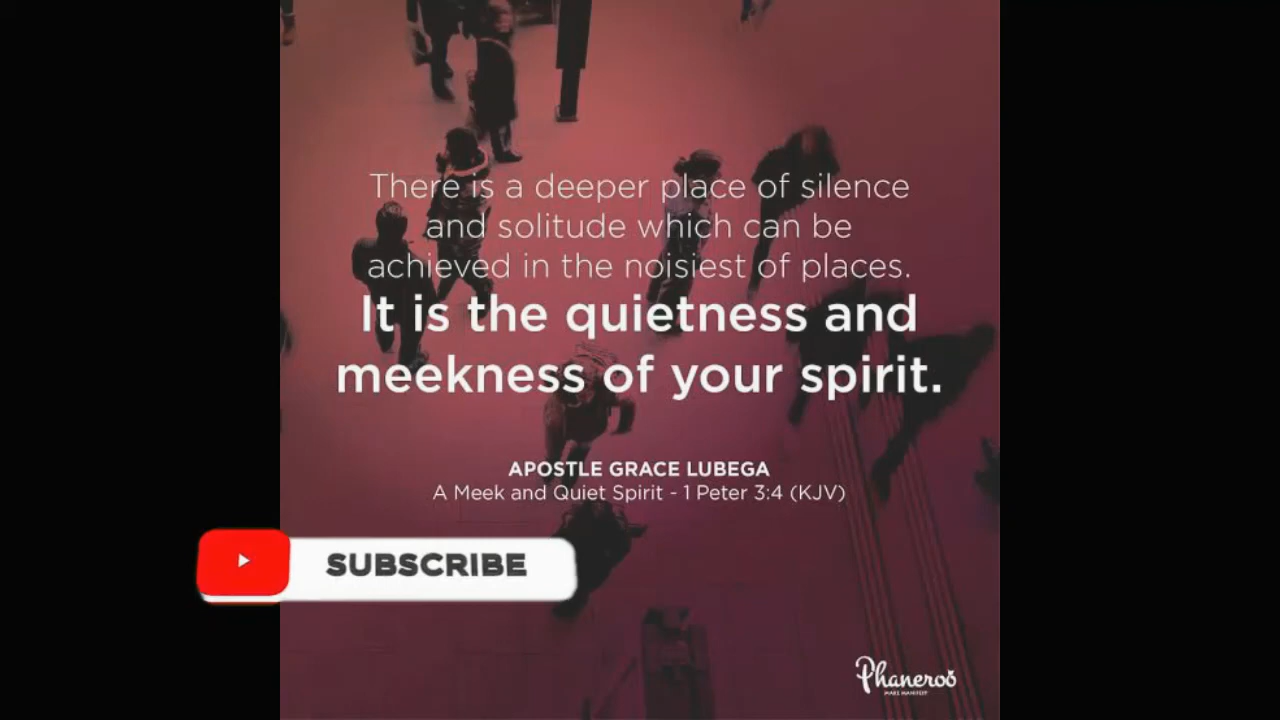 There is a deeper place of silence
and solitude which can be
achieved in the noisiest of places.
It is the quietness and
meekness of your spirit.
APOSTLE GRACE LUBEGA
A Meek and Quiet Spirit - 1 Peter 3:4 (KJV)
SUBSCRIBE
Phaneroo
MAKE MANIFEST